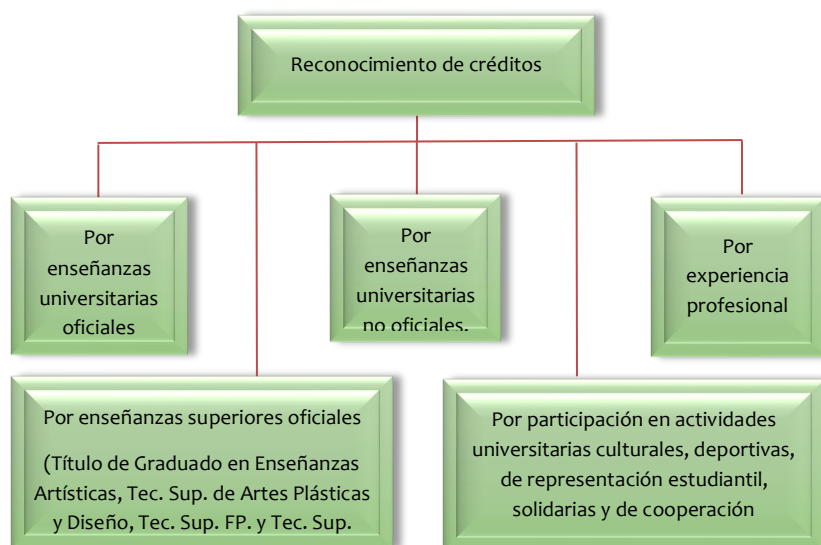 Reconocimiento de créditos
Por
enseñanzas
universitarias
oficiales
Por
enseñanzas
universitarias
no oficiales.
Por
experiencia
profesional
Por enseñanzas superiores oficiales
(Título de Graduado en Enseñanzas
Artísticas, Tec. Sup. de Artes Plásticas
y Diseño, Tec. Sup. FP. y Tec. Sup.
Por participación en actividades
universitarias culturales, deportivas,
de representación estudiantil,
solidarias y de cooperación